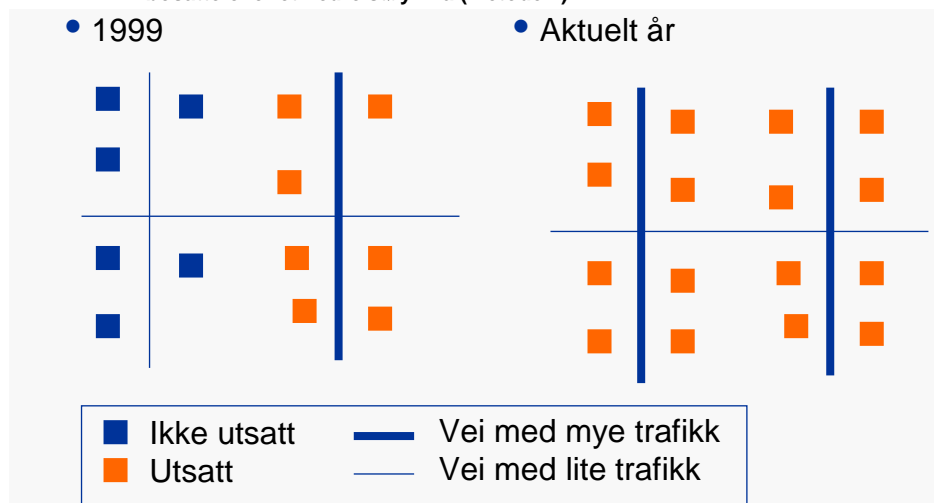 • 1999
• Aktuelt år
Ikke utsatt
Vei med mye trafikk
Utsatt
Vei med lite trafikk